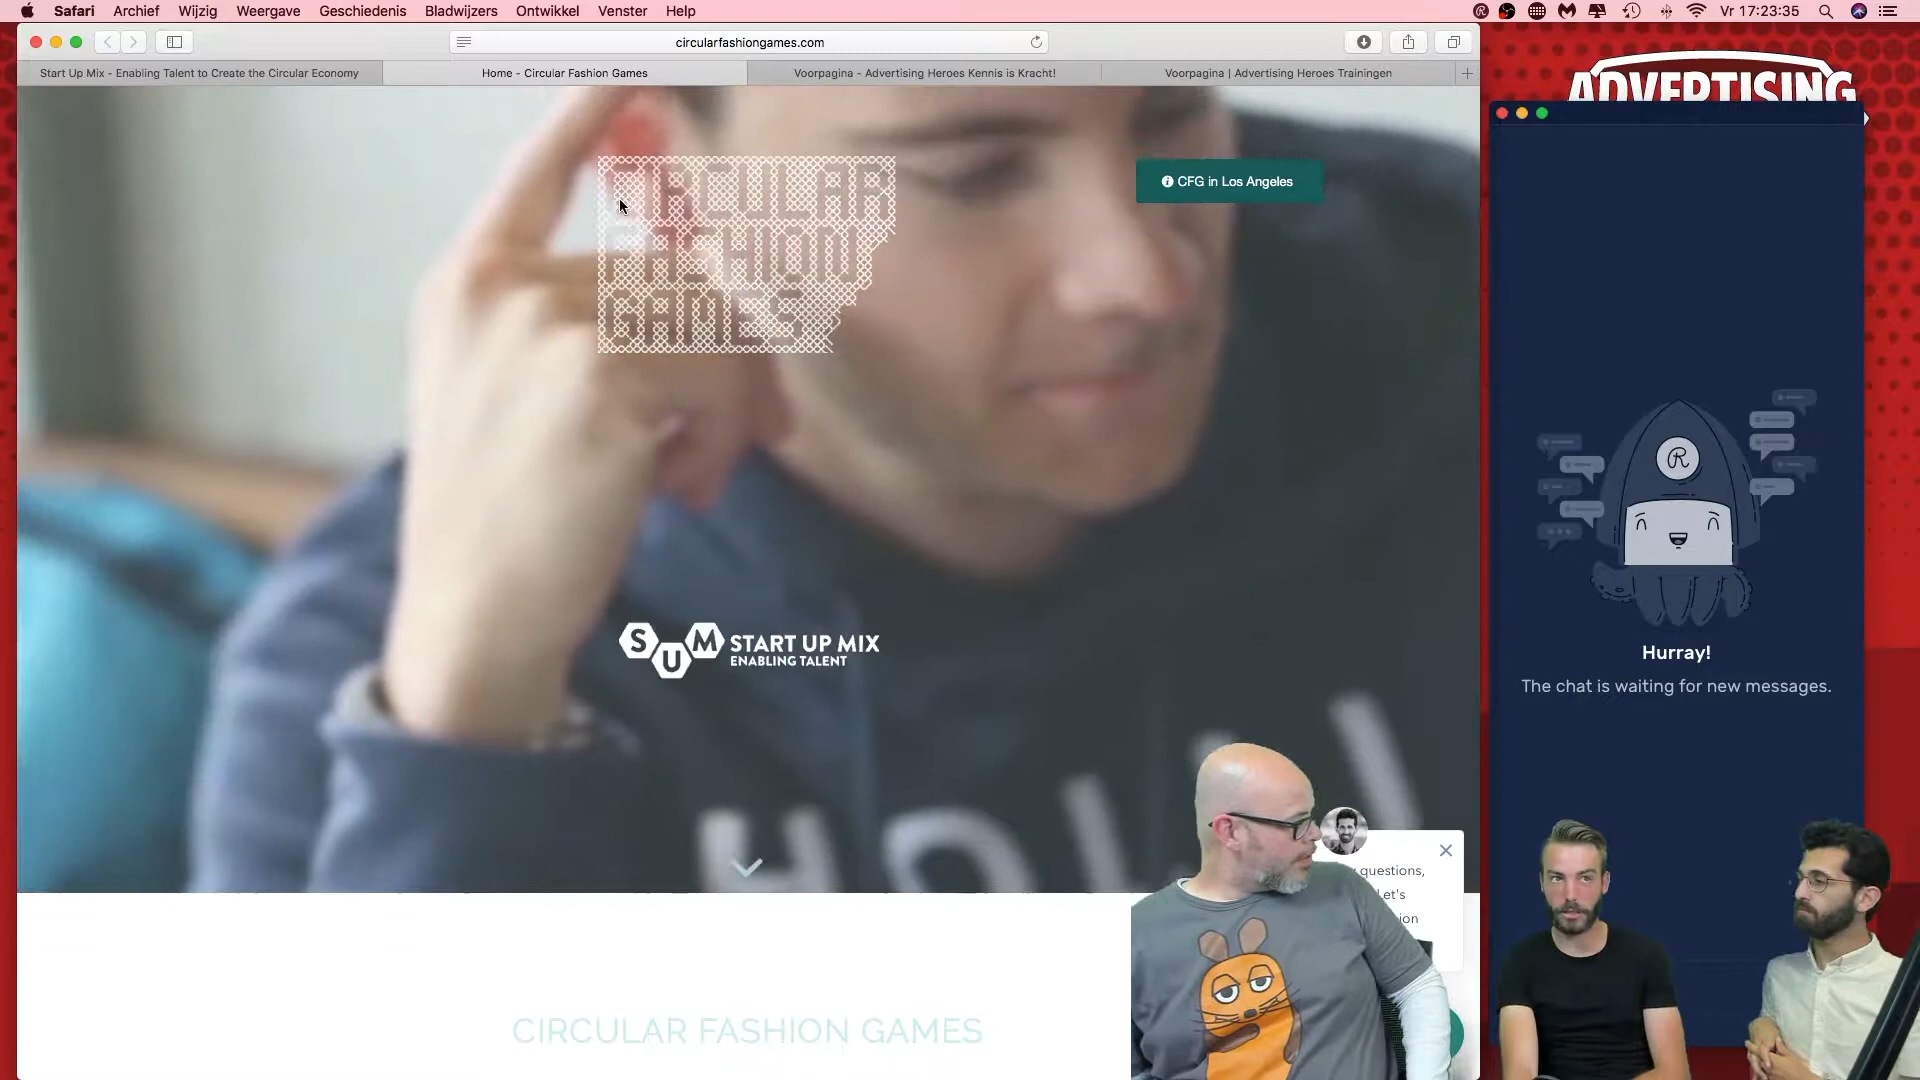 Safari Archief Wijzig Weergave Geschiedenis Bladwijzers Ontwikkel Venster Help
Vr 17:23:35
circularfashiongames.com
Start Up Mix - Enabling Talent to Create the Circular Economy
Home - Circular Fashion Games
Voorpagina - Advertising Heroes Kennis is Kracht!
Voorpagina | Advertising Heroes Trainingen
ADVERTISING
CIRCULAR
FASHION
GAMES
CFG in Los Angeles
R
Hurray!
The chat is waiting for new messages.
SUM START UP MIX
ENABLING TALENT
questions,
Let's
CIRCULAR FASHION GAMES